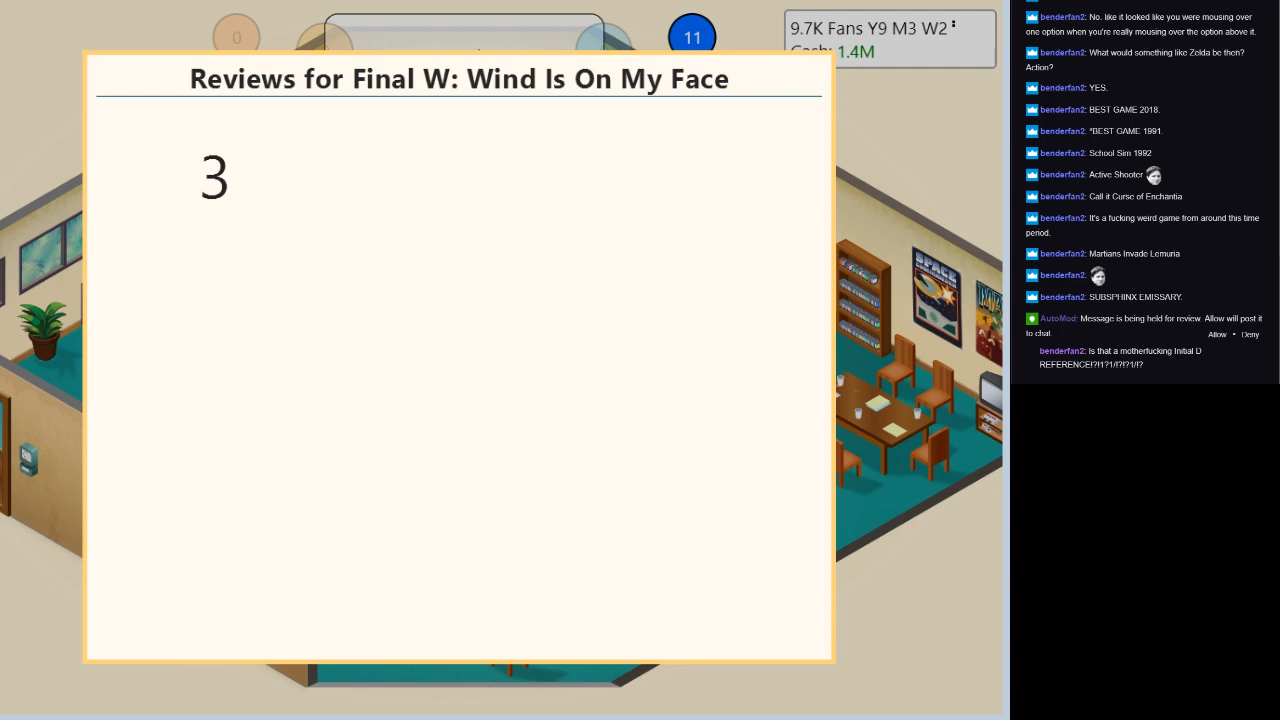 0
11
9.7K Fans Y9 M3 W2
Cash: 1.4M
Reviews for Final W: Wind Is On My Face
3
SPACE
benderfan2: No. like it looked like you were mousing over
one option when you're really mousing over the option above it.
benderfan2: What would something like Zelda be then?
Action?
benderfan2: YES.
benderfan2: BEST GAME 2018.
benderfan2: *BEST GAME 1991.
benderfan2: School Sim 1992
benderfan2: Active Shooter
benderfan2: Call it Curse of Enchantia
benderfan2: It's a fucking weird game from around this time
period.
benderfan2: Martians Invade Lemuria
benderfan2:
benderfan2: SUBSPHINX EMISSARY.
AutoMod: Message is being held for review. Allow will post it
to chat.
Allow • Deny
benderfan2: Is that a motherfucking Initial D
REFERENCE!?!1?1/!?!?1/!?